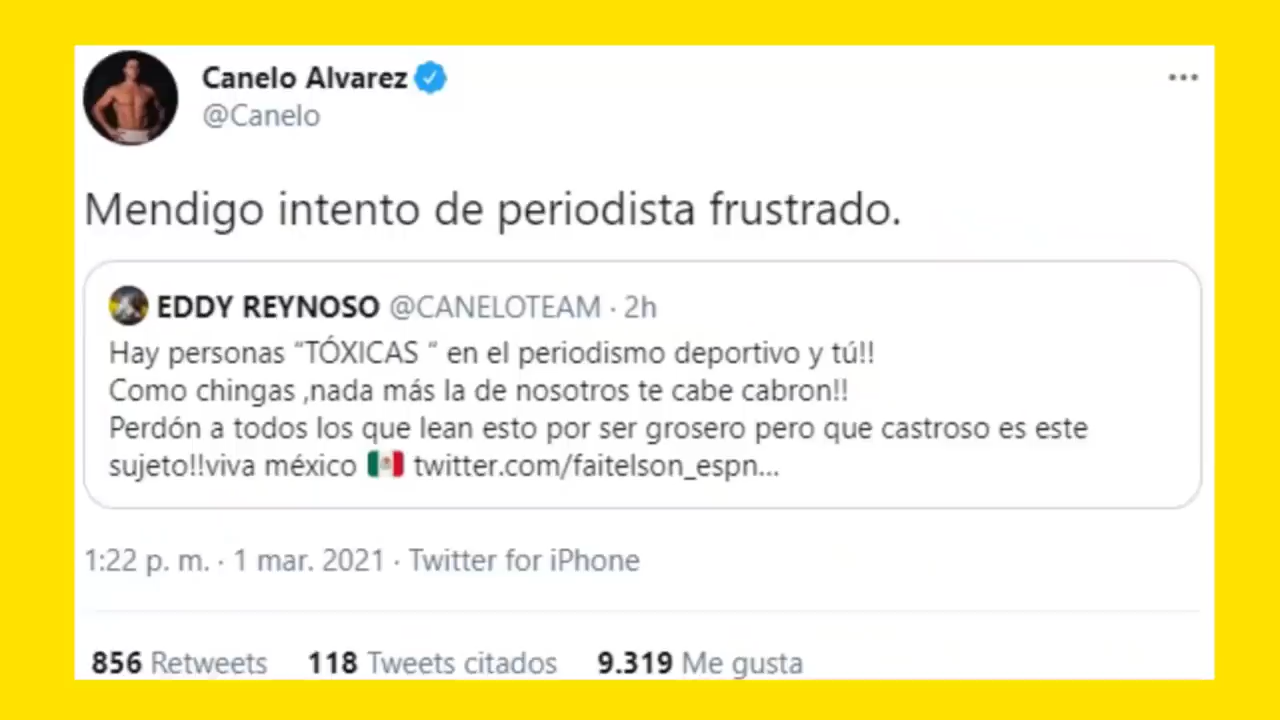 Canelo Alvarez
@Canelo
Mendigo intento de periodista frustrado.
EDDY REYNOSO @CANELOTEAM · 2h
Hay personas “TÓXICAS “ en el periodismo deportivo y tú!!
Como chingas ,nada más la de nosotros te cabe cabron!!
Perdón a todos los que lean esto por ser grosero pero que castroso es este
sujeto!!viva méxico 🇲🇽 twitter.com/faitelson_espn...
1:22 p. m. · 1 mar. 2021 · Twitter for iPhone
856 Retweets 118 Tweets citados 9.319 Me gusta